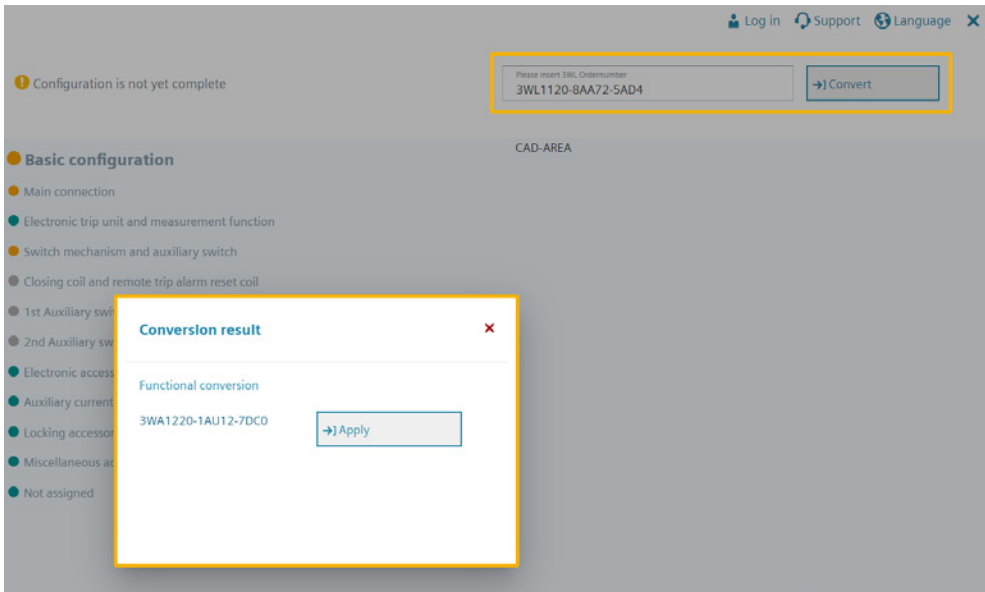 Log in Support Language
Configuration is not yet complete
Please insert 3WL Ordernumber
3WL1120-8AA72-5AD4
Convert
CAD-AREA
Basic configuration
Main connection
Electronic trip unit and measurement function
Switch mechanism and auxiliary switch
Closing coil and remote trip alarm reset coil
1st Auxiliary swi
2nd Auxiliary sw
Electronic access
Auxiliary current
Locking accessor
Miscellaneous ac
Not assigned
Conversion result
Functional conversion
3WA1220-1AU12-7DC0
Apply